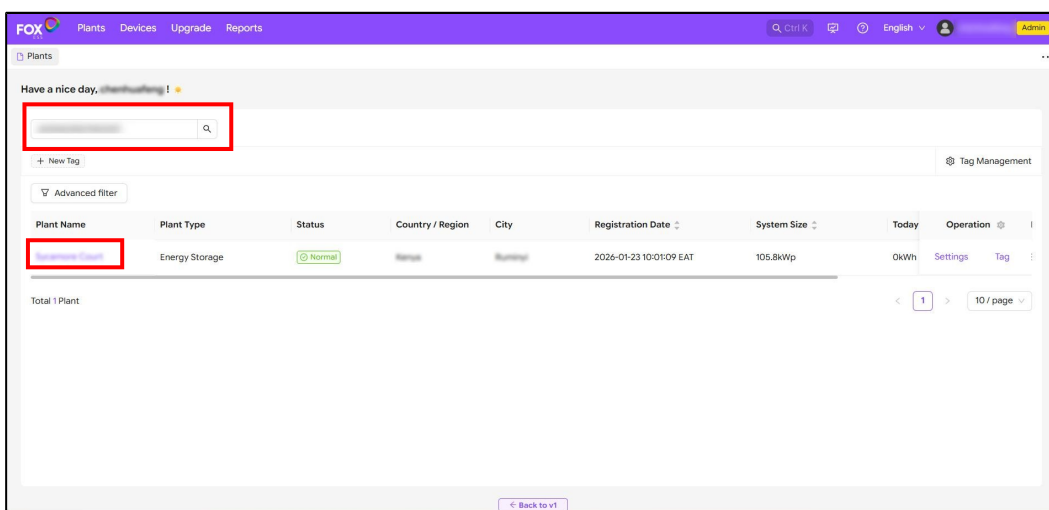 FOX ESS Plants Devices Upgrade Reports Ctrl K English Admin
Plants
Have a nice day, !
+ New Tag Tag Management
Advanced filter
Plant Name Plant Type Status Country / Region City Registration Date System Size Today Operation
Energy Storage Normal 2026-01-23 10:01:09 EAT 105.8kWp 0kWh Settings Tag
Total 1 Plant < 1 > 10 / page
← Back to v1